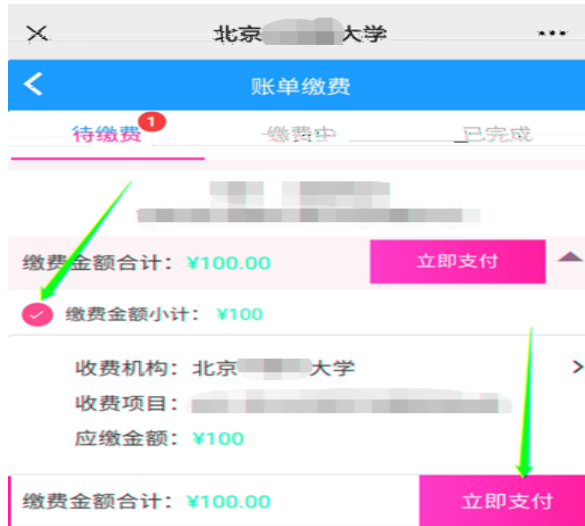 北京 大学
账单缴费
待缴费 1 缴费中 已完成
缴费金额合计：¥100.00 立即支付
缴费金额小计：¥100
收费机构：北京 大学
收费项目：
应缴金额：¥100
缴费金额合计：¥100.00 立即支付